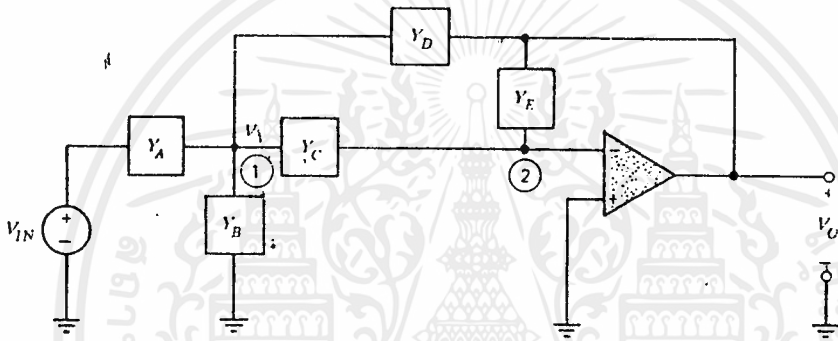 Y_D
Y_E
Y_A
V_1
Y_C
1
2
Y_B
V_IN
V_O
+
−
−
+
+
−